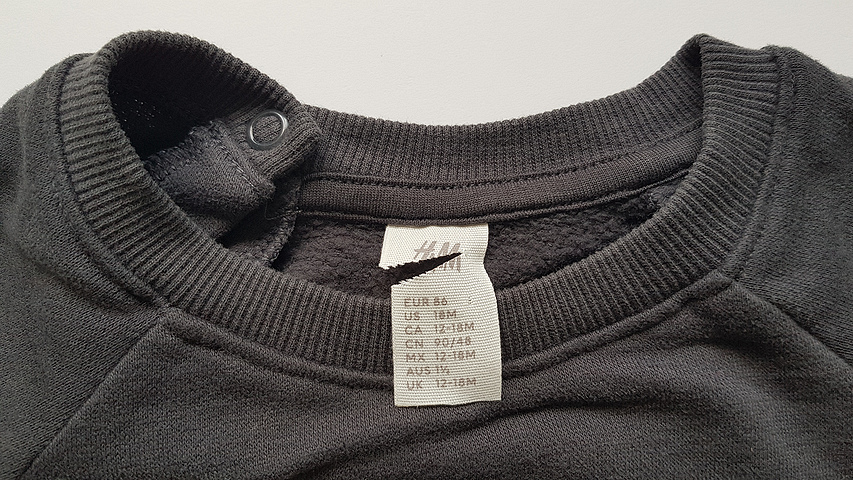 H&M
EUR 86
US 18M
CA 12-18M
CN 90/48
MX 12-18M
AUS 1½
UK 12-18M